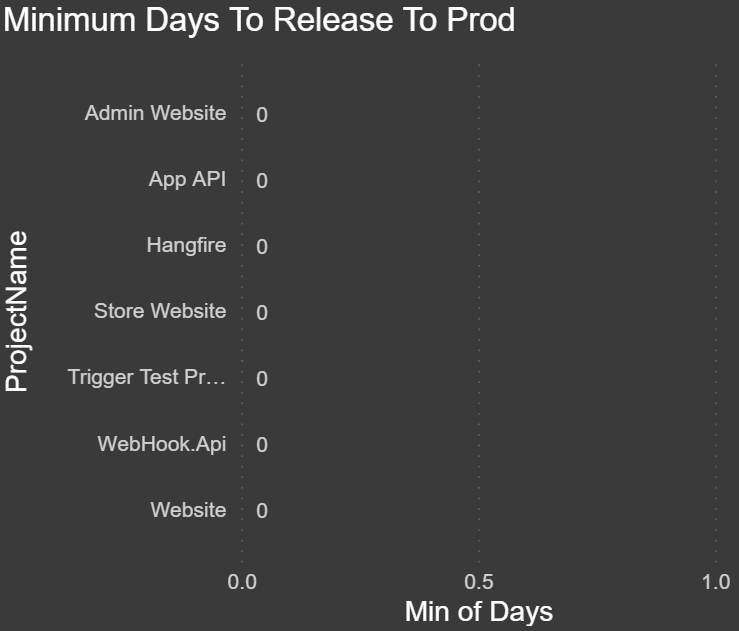 Minimum Days To Release To Prod
ProjectName
Admin Website 0
App API 0
Hangfire 0
Store Website 0
Trigger Test Pr... 0
WebHook.Api 0
Website 0
0.0 0.5 1.0
Min of Days